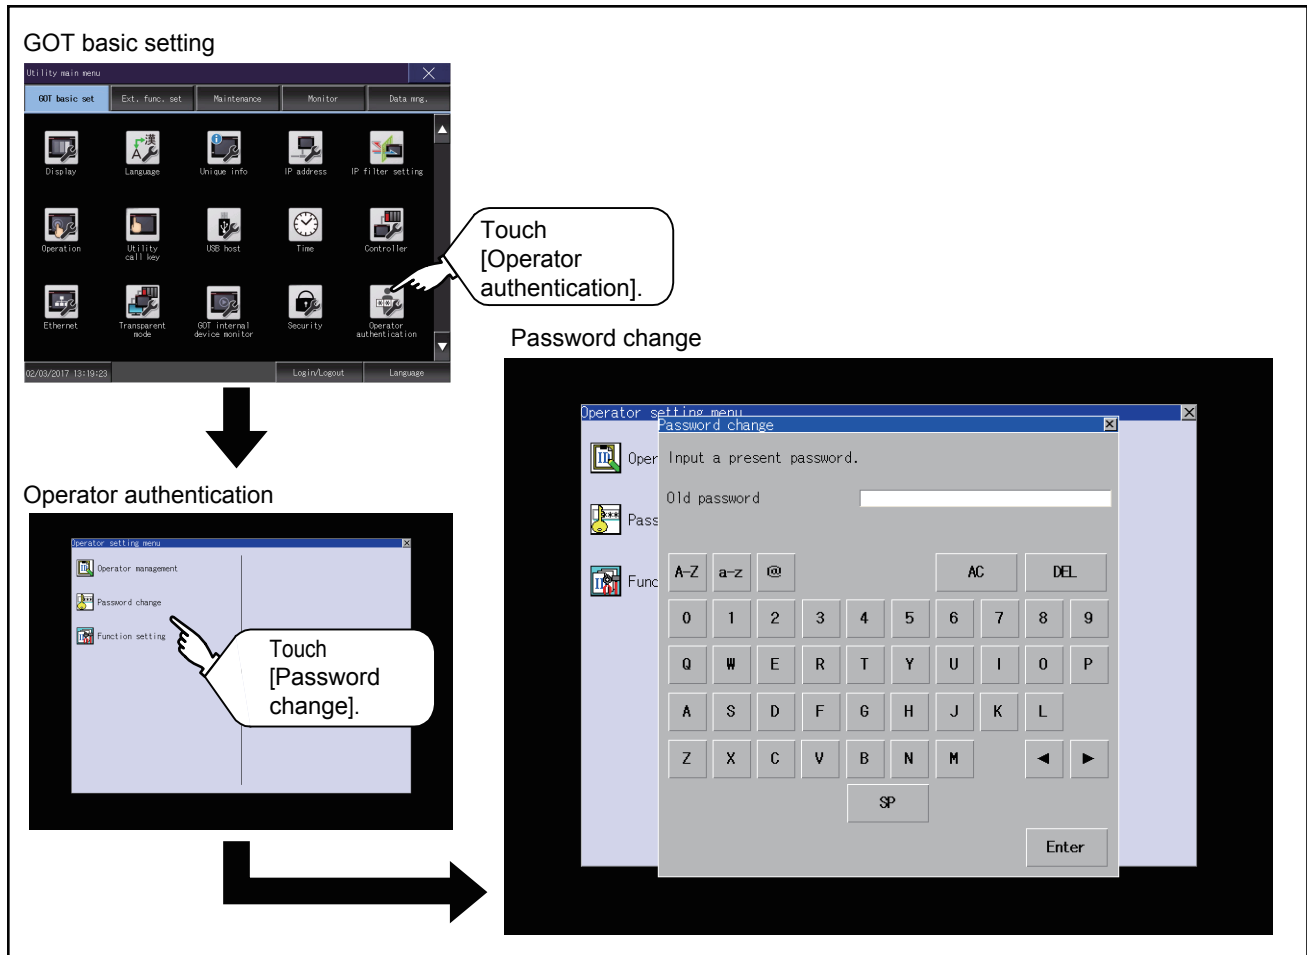 GOT basic setting
Utility main menu
GOT basic set Ext. func. set Maintenance Monitor Data mng.
漢
A
Display Language Unique info IP address IP filter setting
Operation Utility call key USB host Time Controller
Touch
[Operator
authentication].
Ethernet Transparent mode GOT internal device monitor Security Operator authentication
02/03/2017 13:19:23 Login/Logout Language
Operator authentication
Operator setting menu
Operator management
Password change
Function setting
Touch
[Password
change].
Password change
Operator setting menu
Password change
Oper
Input a present password.
Old password
Pass
Func
A-Z a-z @ AC DEL
0 1 2 3 4 5 6 7 8 9
Q W E R T Y U I O P
A S D F G H J K L
Z X C V B N M ◄ ►
SP
Enter